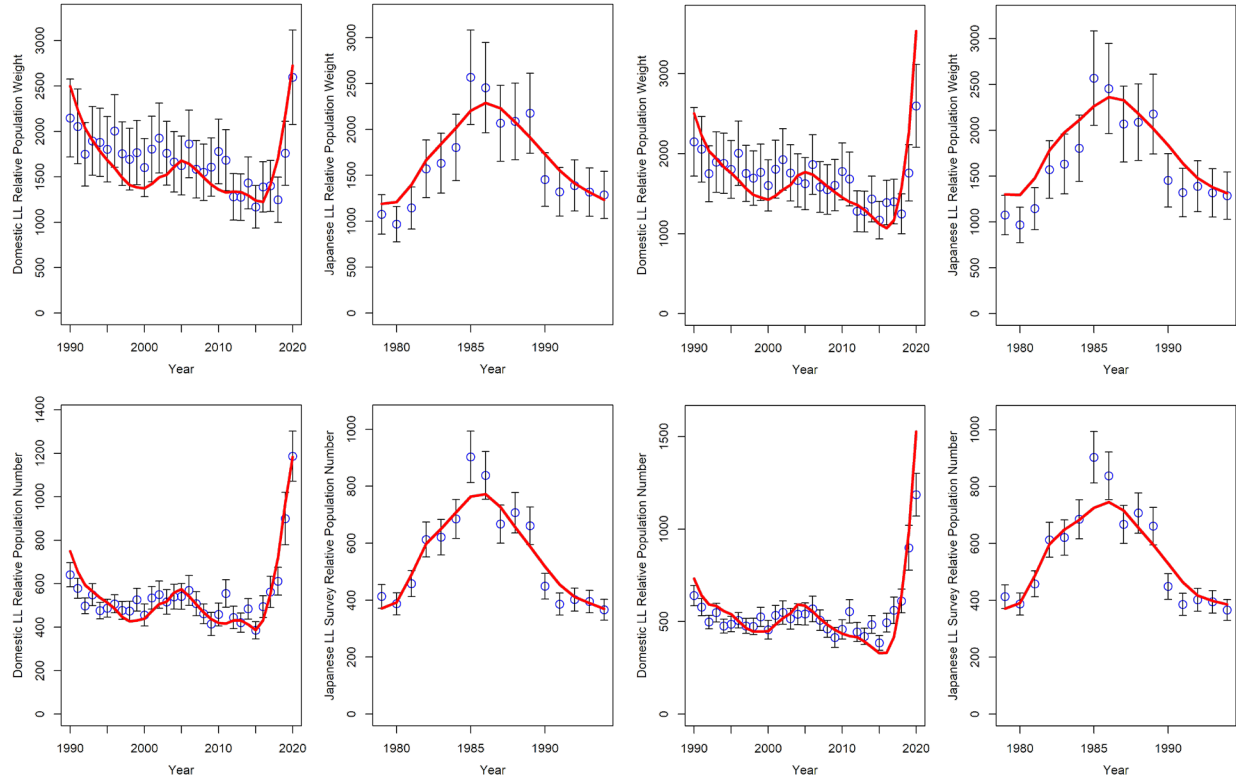 Domestic LL Relative Population Weight
0 500 1000 1500 2000 2500 3000
1990 2000 2010 2020
Year
Japanese LL Relative Population Weight
0 500 1000 1500 2000 2500 3000
1980 1985 1990
Year
Domestic LL Relative Population Weight
0 1000 2000 3000
1990 2000 2010 2020
Year
Japanese LL Relative Population Weight
0 500 1000 1500 2000 2500 3000
1980 1985 1990
Year
Domestic LL Relative Population Number
0 200 400 600 800 1000 1200 1400
1990 2000 2010 2020
Year
Japanese LL Survey Relative Population Number
0 200 400 600 800 1000
1980 1985 1990
Year
Domestic LL Relative Population Number
0 500 1000 1500
1990 2000 2010 2020
Year
Japanese LL Survey Relative Population Number
0 200 400 600 800 1000
1980 1985 1990
Year